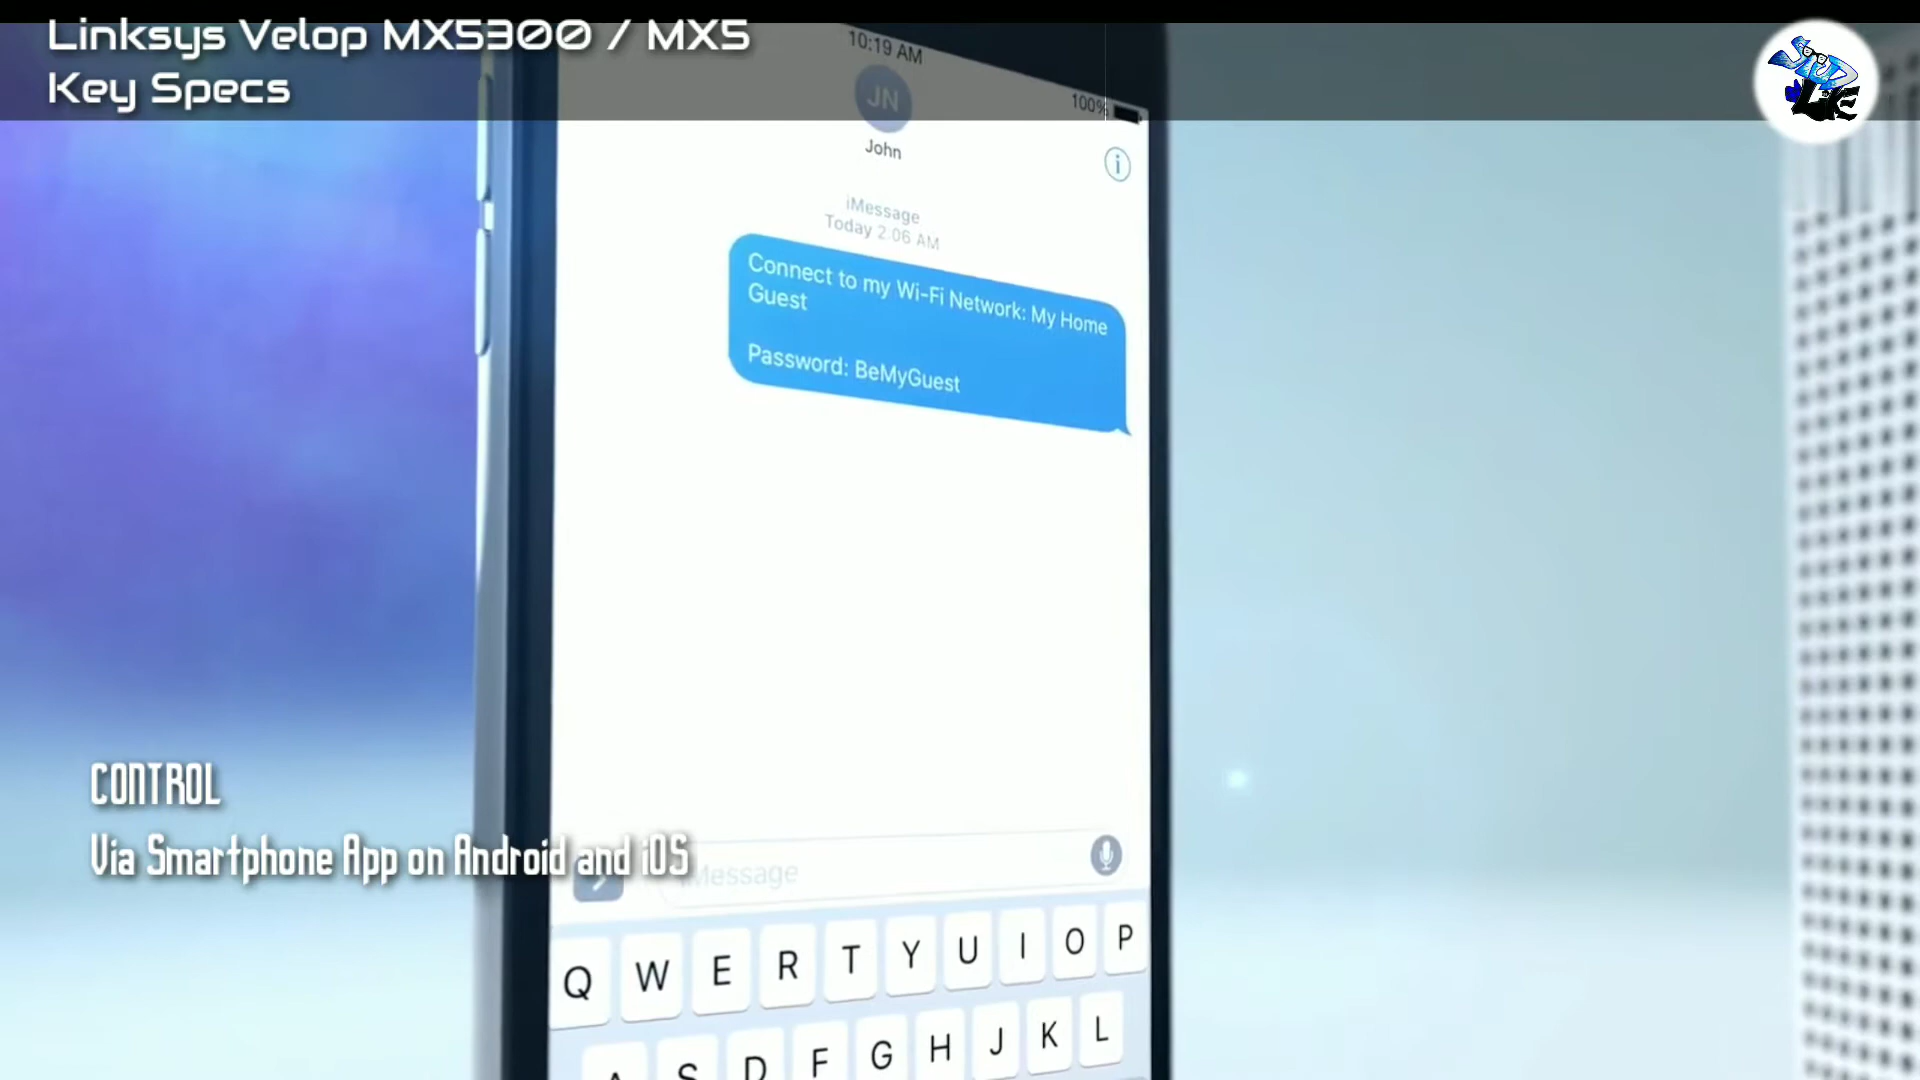 Linksys Velop MX5300 / MX5
Key Specs
10:19 AM
100%
JN
John
iMessage
Today 2.06 AM
Connect to my Wi-Fi Network: My Home
Guest
Password: BeMyGuest
CONTROL
Via Smartphone App on Android and iOS
iMessage
Q W E R T Y U I O P
A S D F G H J K L